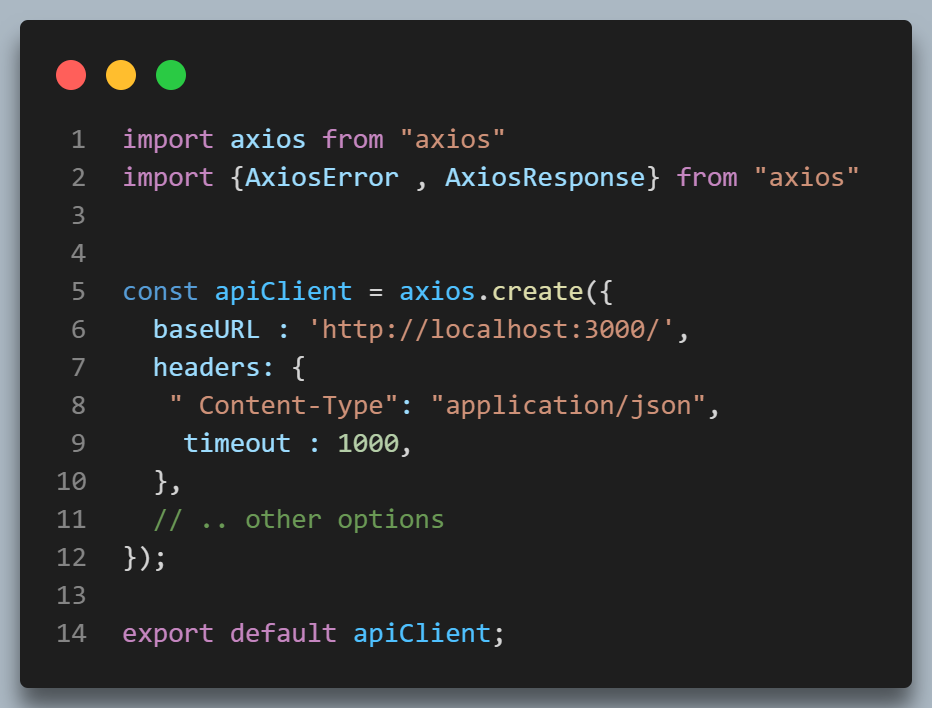 1 import axios from "axios"
2 import {AxiosError , AxiosResponse} from "axios"
3
4
5 const apiClient = axios.create({
6   baseURL : 'http://localhost:3000/',
7   headers: {
8    " Content-Type": "application/json",
9     timeout : 1000,
10   },
11   // .. other options
12 });
13
14 export default apiClient;